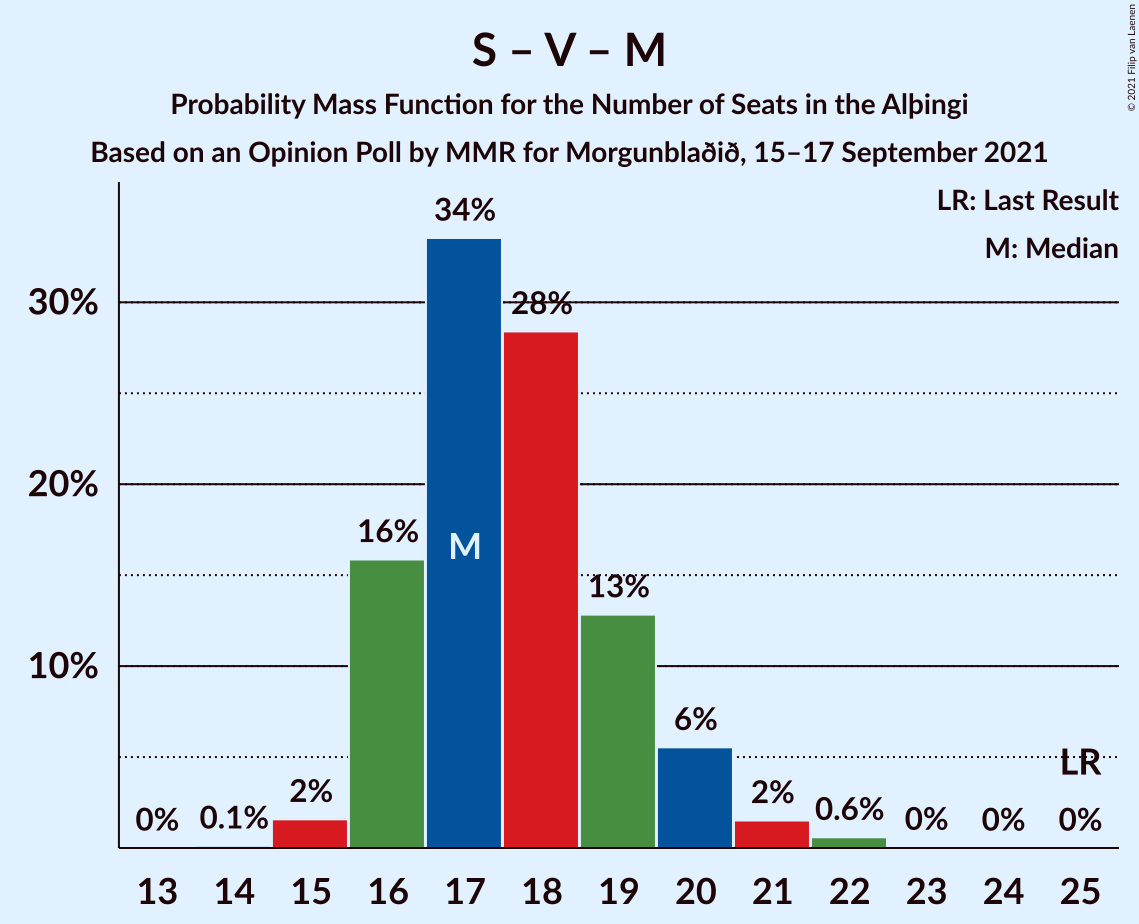 S – V – M
Probability Mass Function for the Number of Seats in the Alþingi
Based on an Opinion Poll by MMR for Morgunblaðið, 15–17 September 2021
© 2021 Filip van Laenen
LR: Last Result
M: Median
34%
30%
28%
20%
16%
M
13%
10%
6%
LR
2%
2%
0%
0.1%
0.6%
0%
0%
0%
13 14 15 16 17 18 19 20 21 22 23 24 25